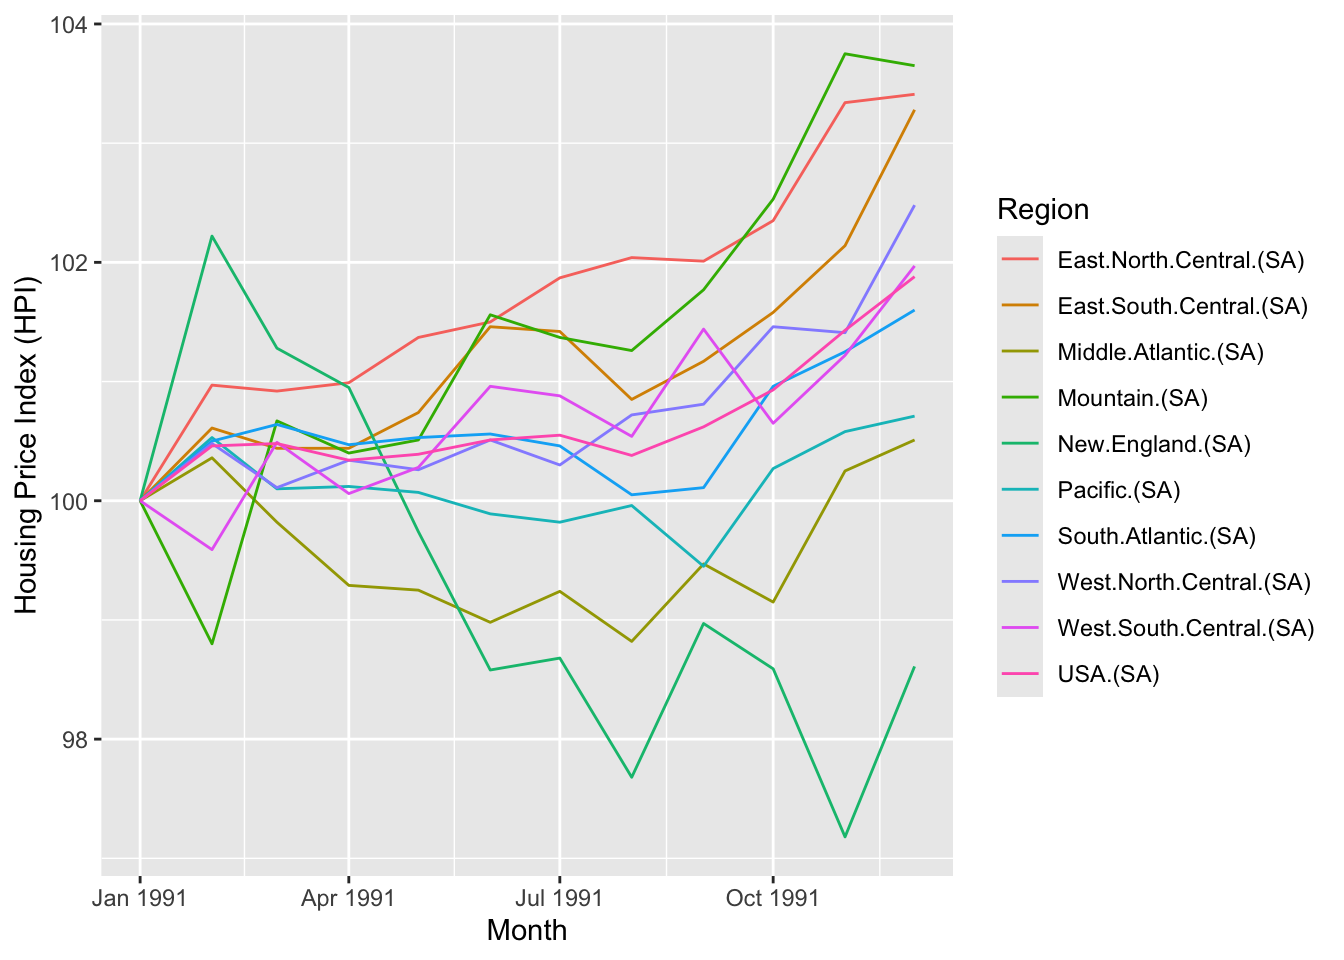 104
102
100
98
Housing Price Index (HPI)
Jan 1991
Apr 1991
Jul 1991
Oct 1991
Month
Region
East.North.Central.(SA)
East.South.Central.(SA)
Middle.Atlantic.(SA)
Mountain.(SA)
New.England.(SA)
Pacific.(SA)
South.Atlantic.(SA)
West.North.Central.(SA)
West.South.Central.(SA)
USA.(SA)